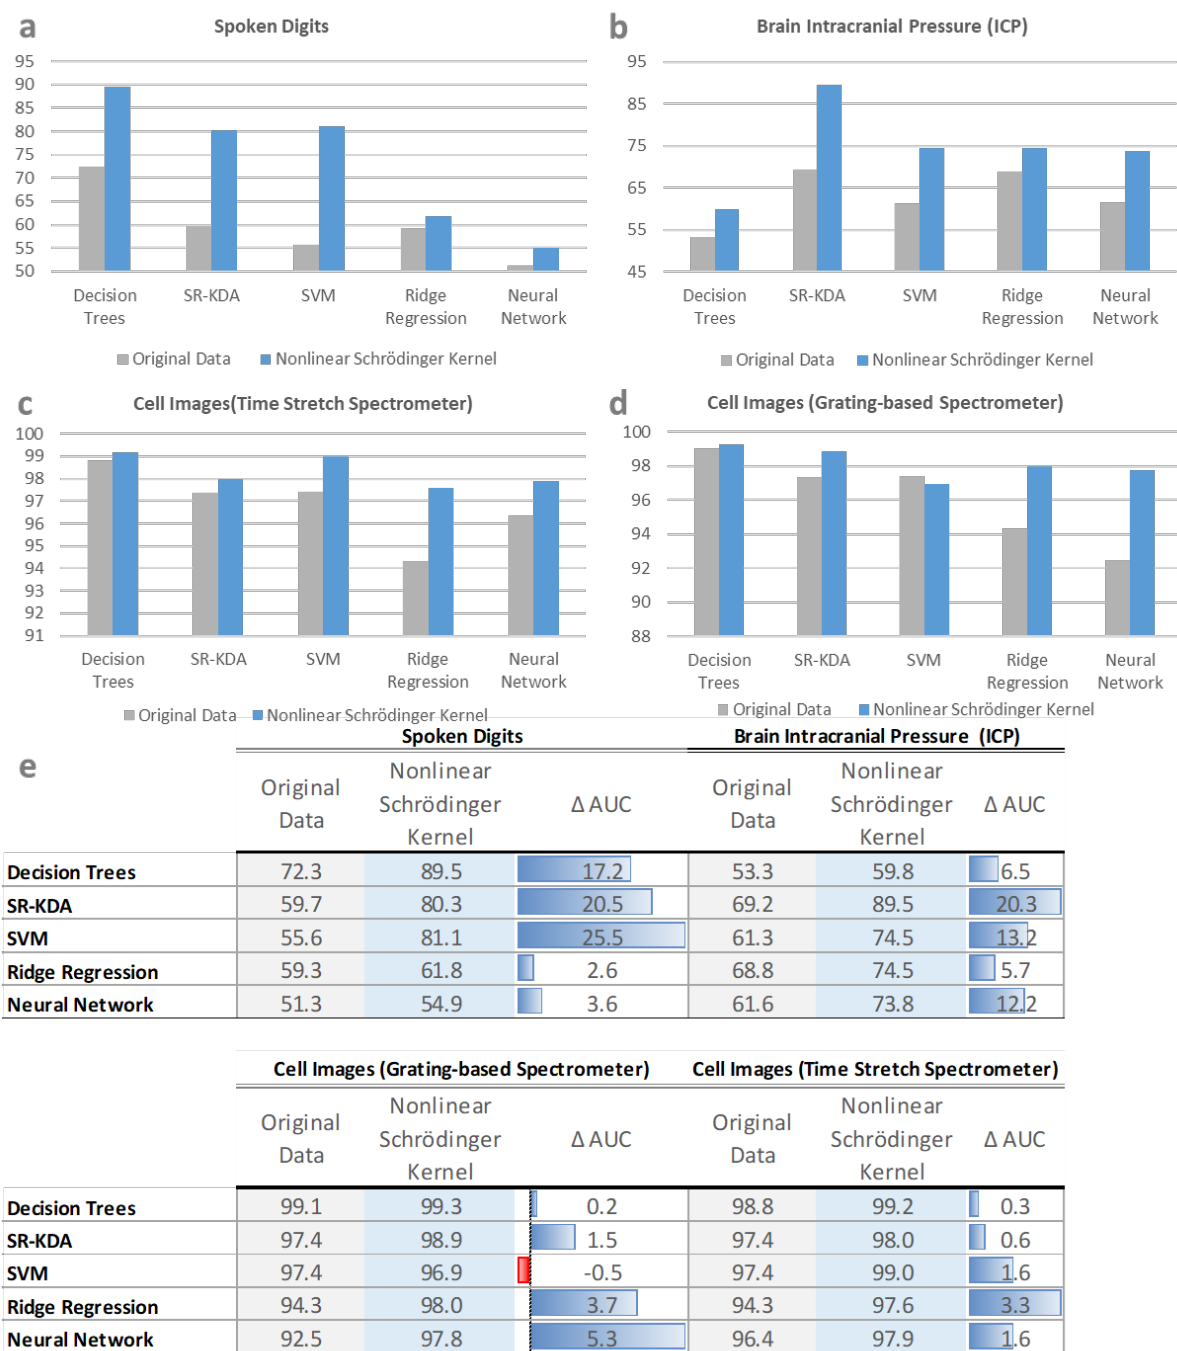 a
Spoken Digits
95
90
85
80
75
70
65
60
55
50
Decision Trees
SR-KDA
SVM
Ridge Regression
Neural Network
Original Data
Nonlinear Schrödinger Kernel
b
Brain Intracranial Pressure (ICP)
95
85
75
65
55
45
Decision Trees
SR-KDA
SVM
Ridge Regression
Neural Network
Original Data
Nonlinear Schrödinger Kernel
c
Cell Images(Time Stretch Spectrometer)
100
99
98
97
96
95
94
93
92
91
Decision Trees
SR-KDA
SVM
Ridge Regression
Neural Network
Original Data
Nonlinear Schrödinger Kernel
d
Cell Images (Grating-based Spectrometer)
100
98
96
94
92
90
88
Decision Trees
SR-KDA
SVM
Ridge Regression
Neural Network
Original Data
Nonlinear Schrödinger Kernel
e
Spoken Digits Brain Intracranial Pressure (ICP)
Original Data Nonlinear Schrödinger Kernel Δ AUC Original Data Nonlinear Schrödinger Kernel Δ AUC
Decision Trees 72.3 89.5 17.2 53.3 59.8 6.5
SR-KDA 59.7 80.3 20.5 69.2 89.5 20.3
SVM 55.6 81.1 25.5 61.3 74.5 13.2
Ridge Regression 59.3 61.8 2.6 68.8 74.5 5.7
Neural Network 51.3 54.9 3.6 61.6 73.8 12.2
Cell Images (Grating-based Spectrometer) Cell Images (Time Stretch Spectrometer)
Original Data Nonlinear Schrödinger Kernel Δ AUC Original Data Nonlinear Schrödinger Kernel Δ AUC
Decision Trees 99.1 99.3 0.2 98.8 99.2 0.3
SR-KDA 97.4 98.9 1.5 97.4 98.0 0.6
SVM 97.4 96.9 -0.5 97.4 99.0 1.6
Ridge Regression 94.3 98.0 3.7 94.3 97.6 3.3
Neural Network 92.5 97.8 5.3 96.4 97.9 1.6